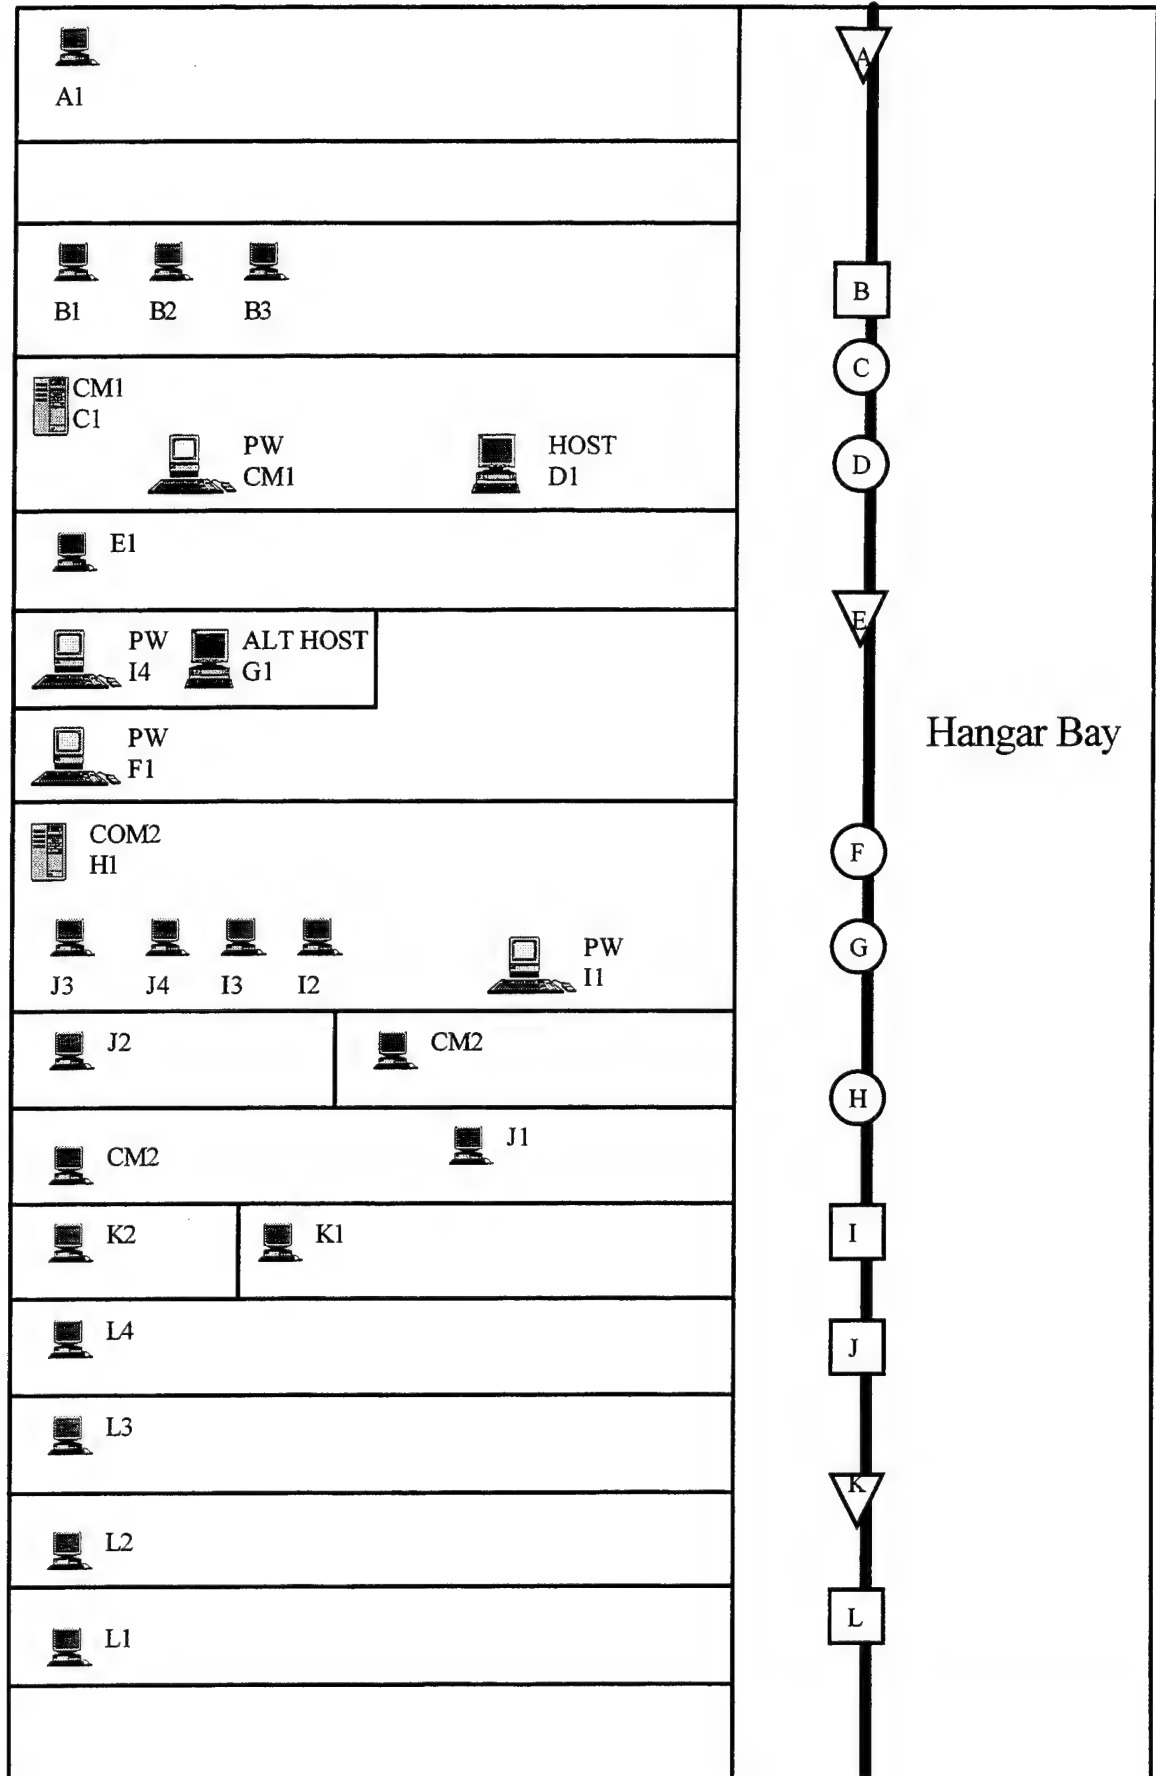 A
A1
B
B1 B2 B3
C
CM1
C1
PW
CM1
HOST
D1
D
E1
E
PW
I4
ALT HOST
G1
PW
F1
Hangar Bay
COM2
H1
F
G
PW
I1
J3 J4 I3 I2
J2
CM2
H
J1
CM2
K2
K1
I
L4
J
L3
K
L2
L
L1